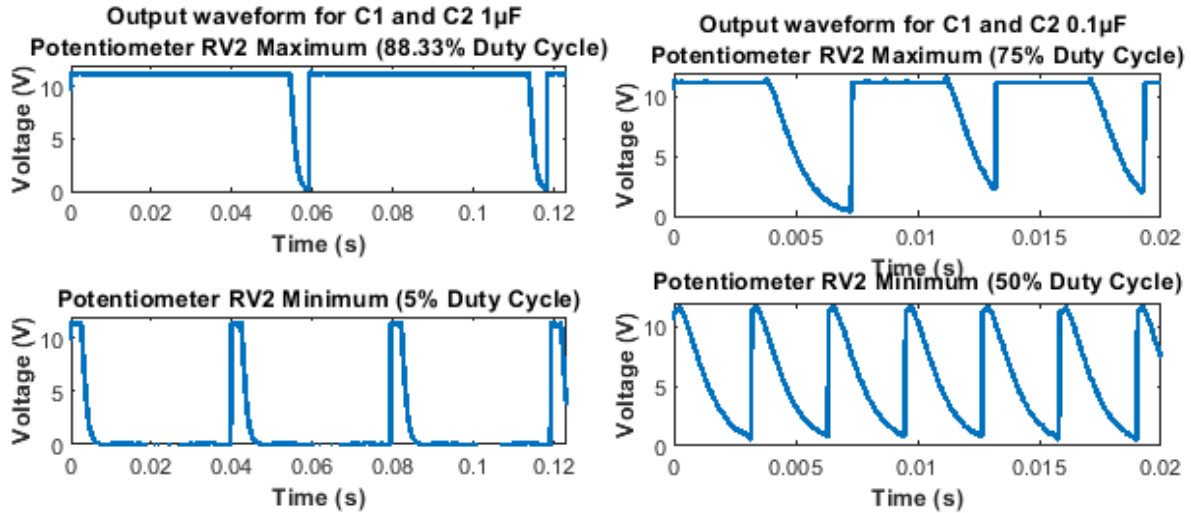 Output waveform for C1 and C2 1µF
Potentiometer RV2 Maximum (88.33% Duty Cycle)
10
5
0
Voltage (V)
0 0.02 0.04 0.06 0.08 0.1 0.12
Time (s)
Potentiometer RV2 Minimum (5% Duty Cycle)
10
5
0
Voltage (V)
0 0.02 0.04 0.06 0.08 0.1 0.12
Time (s)
Output waveform for C1 and C2 0.1µF
Potentiometer RV2 Maximum (75% Duty Cycle)
10
5
0
Voltage (V)
0 0.005 0.01 0.015 0.02
Time (s)
Potentiometer RV2 Minimum (50% Duty Cycle)
10
5
0
Voltage (V)
0 0.005 0.01 0.015 0.02
Time (s)